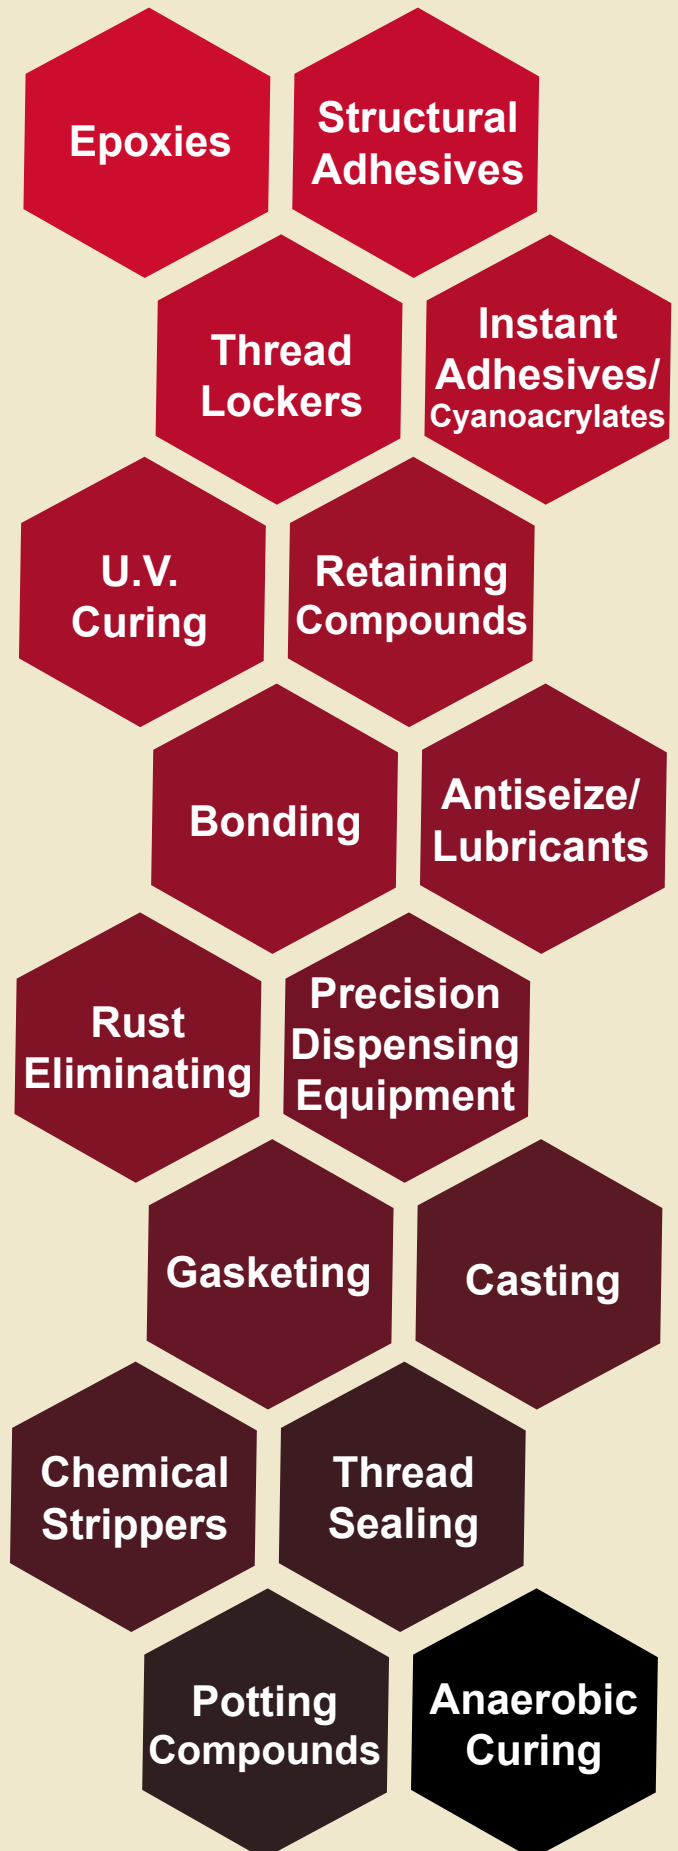 Epoxies
Structural
Adhesives
Thread
Lockers
Instant
Adhesives/
Cyanoacrylates
U.V.
Curing
Retaining
Compounds
Bonding
Antiseize/
Lubricants
Rust
Eliminating
Precision
Dispensing
Equipment
Gasketing
Casting
Chemical
Strippers
Thread
Sealing
Potting
Compounds
Anaerobic
Curing